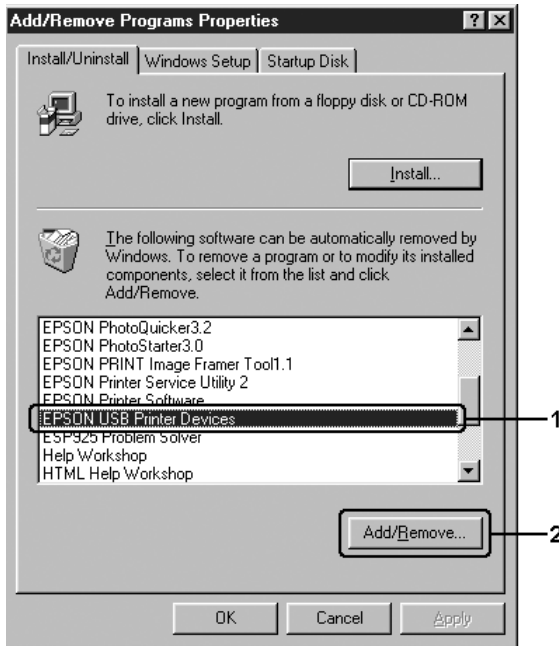 Add/Remove Programs Properties
Install/Uninstall Windows Setup Startup Disk
To install a new program from a floppy disk or CD-ROM
drive, click Install.
Install...
The following software can be automatically removed by
Windows. To remove a program or to modify its installed
components, select it from the list and click
Add/Remove.
EPSON PhotoQuicker3.2
EPSON PhotoStarter3.0
EPSON PRINT Image Framer Tool1.1
EPSON Printer Service Utility 2
EPSON Printer Software
EPSON USB Printer Devices
1
ESP925 Problem Solver
Help Workshop
HTML Help Workshop
Add/Remove...
2
OK Cancel Apply